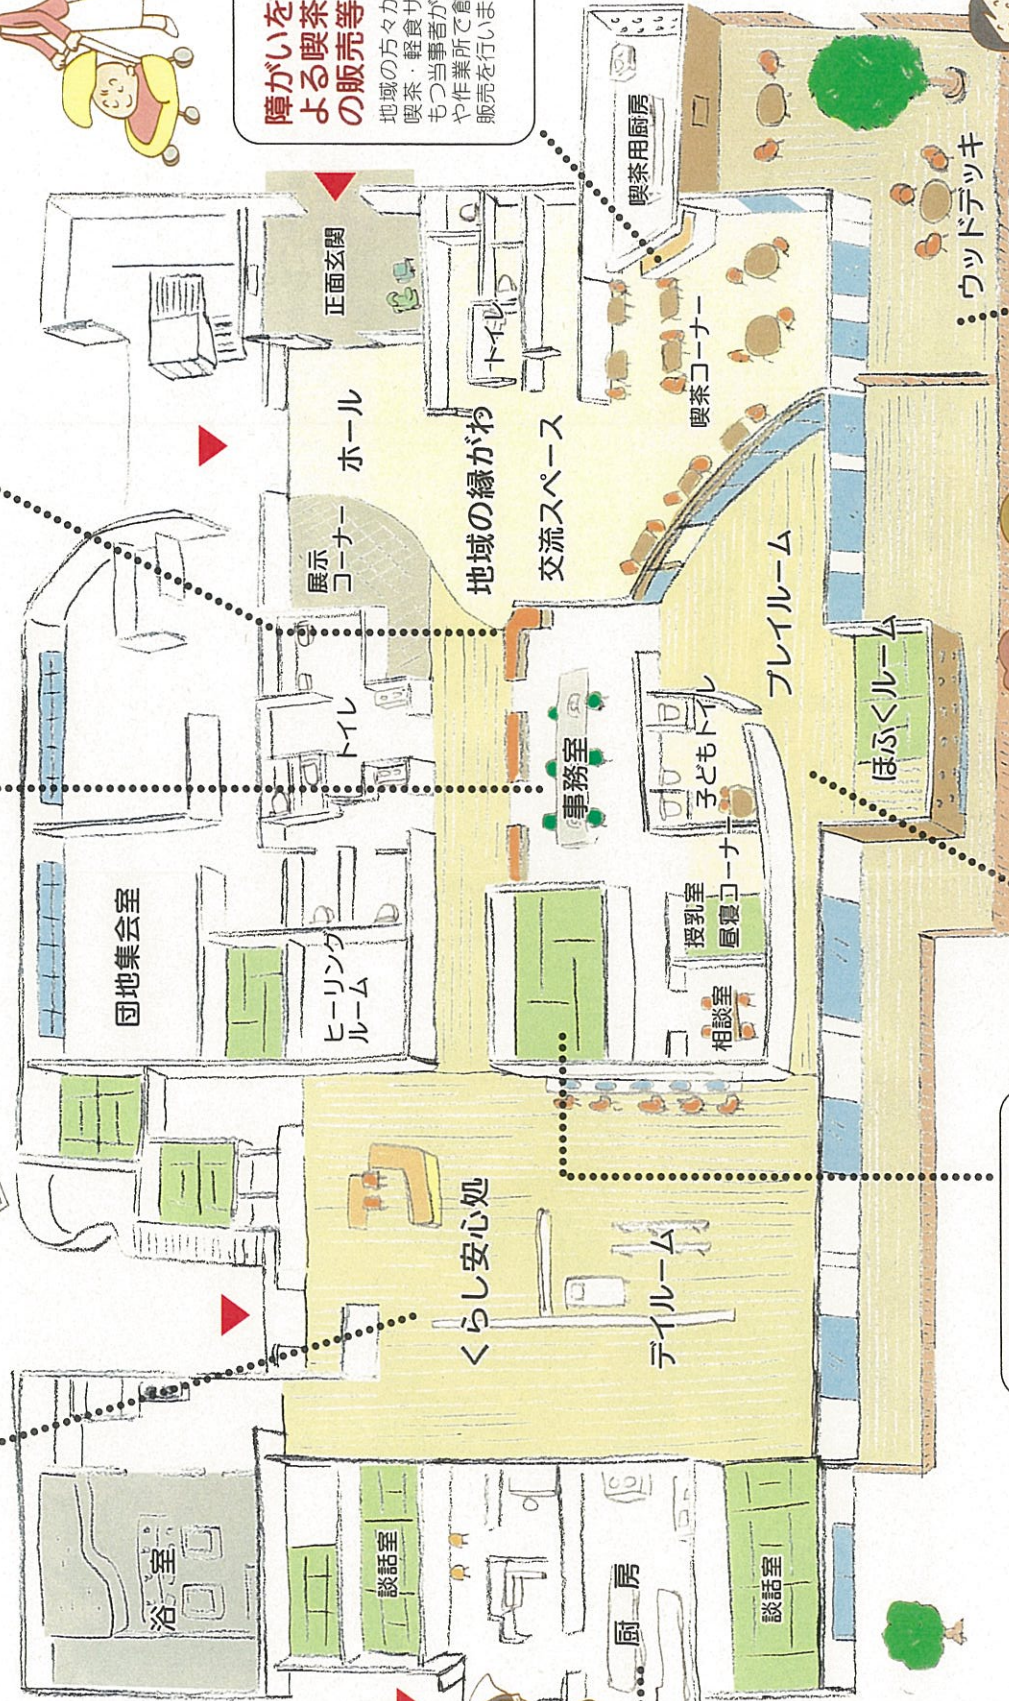 障がいを
よる喫茶
の販売等
地域の方々が
喫茶・軽食サ
もつ当事者が
や作業所で倉
販売を行いま
正面玄関
喫茶用厨房
トイレ
ホール
地域の縁がわ
交流スペース
喫茶コーナー
ウッドデッキ
展示
コーナー
トイレ
事務室
子どもトイレ
プレイルーム
ほふくルーム
団地集会室
ヒーリング
ルーム
授乳室
昼寝コーナー
相談室
くらし安心処
デイルーム
浴室
談話室
厨房
談話室